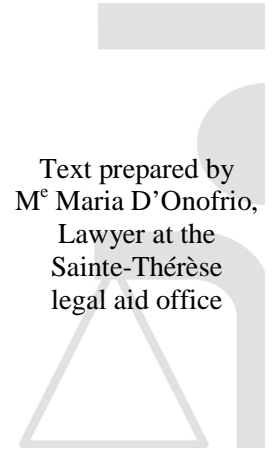 Text prepared by
Mᵉ Maria D’Onofrio,
Lawyer at the
Sainte-Thérèse
legal aid office